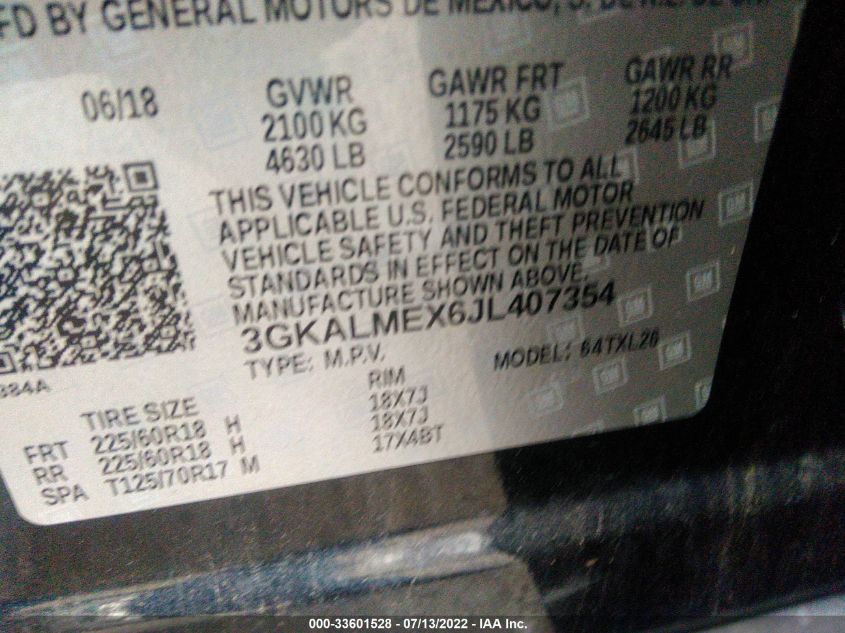 FD BY GENERAL MOTORS DE MEXICO, S. DE R.L. DE C.V.
06/18 GVWR GAWR FRT GAWR RR
2100 KG 1175 KG 1200 KG
4630 LB 2590 LB 2645 LB
THIS VEHICLE CONFORMS TO ALL
APPLICABLE U.S. FEDERAL MOTOR
VEHICLE SAFETY AND THEFT PREVENTION
STANDARDS IN EFFECT ON THE DATE OF
MANUFACTURE SHOWN ABOVE.
3GKALMEX6JL407354
TYPE: M.P.V. MODEL: 64TXL26
384A
TIRE SIZE RIM
FRT 225/60R18 H 18X7J
RR 225/60R18 H 18X7J
SPA T125/70R17 M 17X4BT
000-33601528 - 07/13/2022 - IAA Inc.